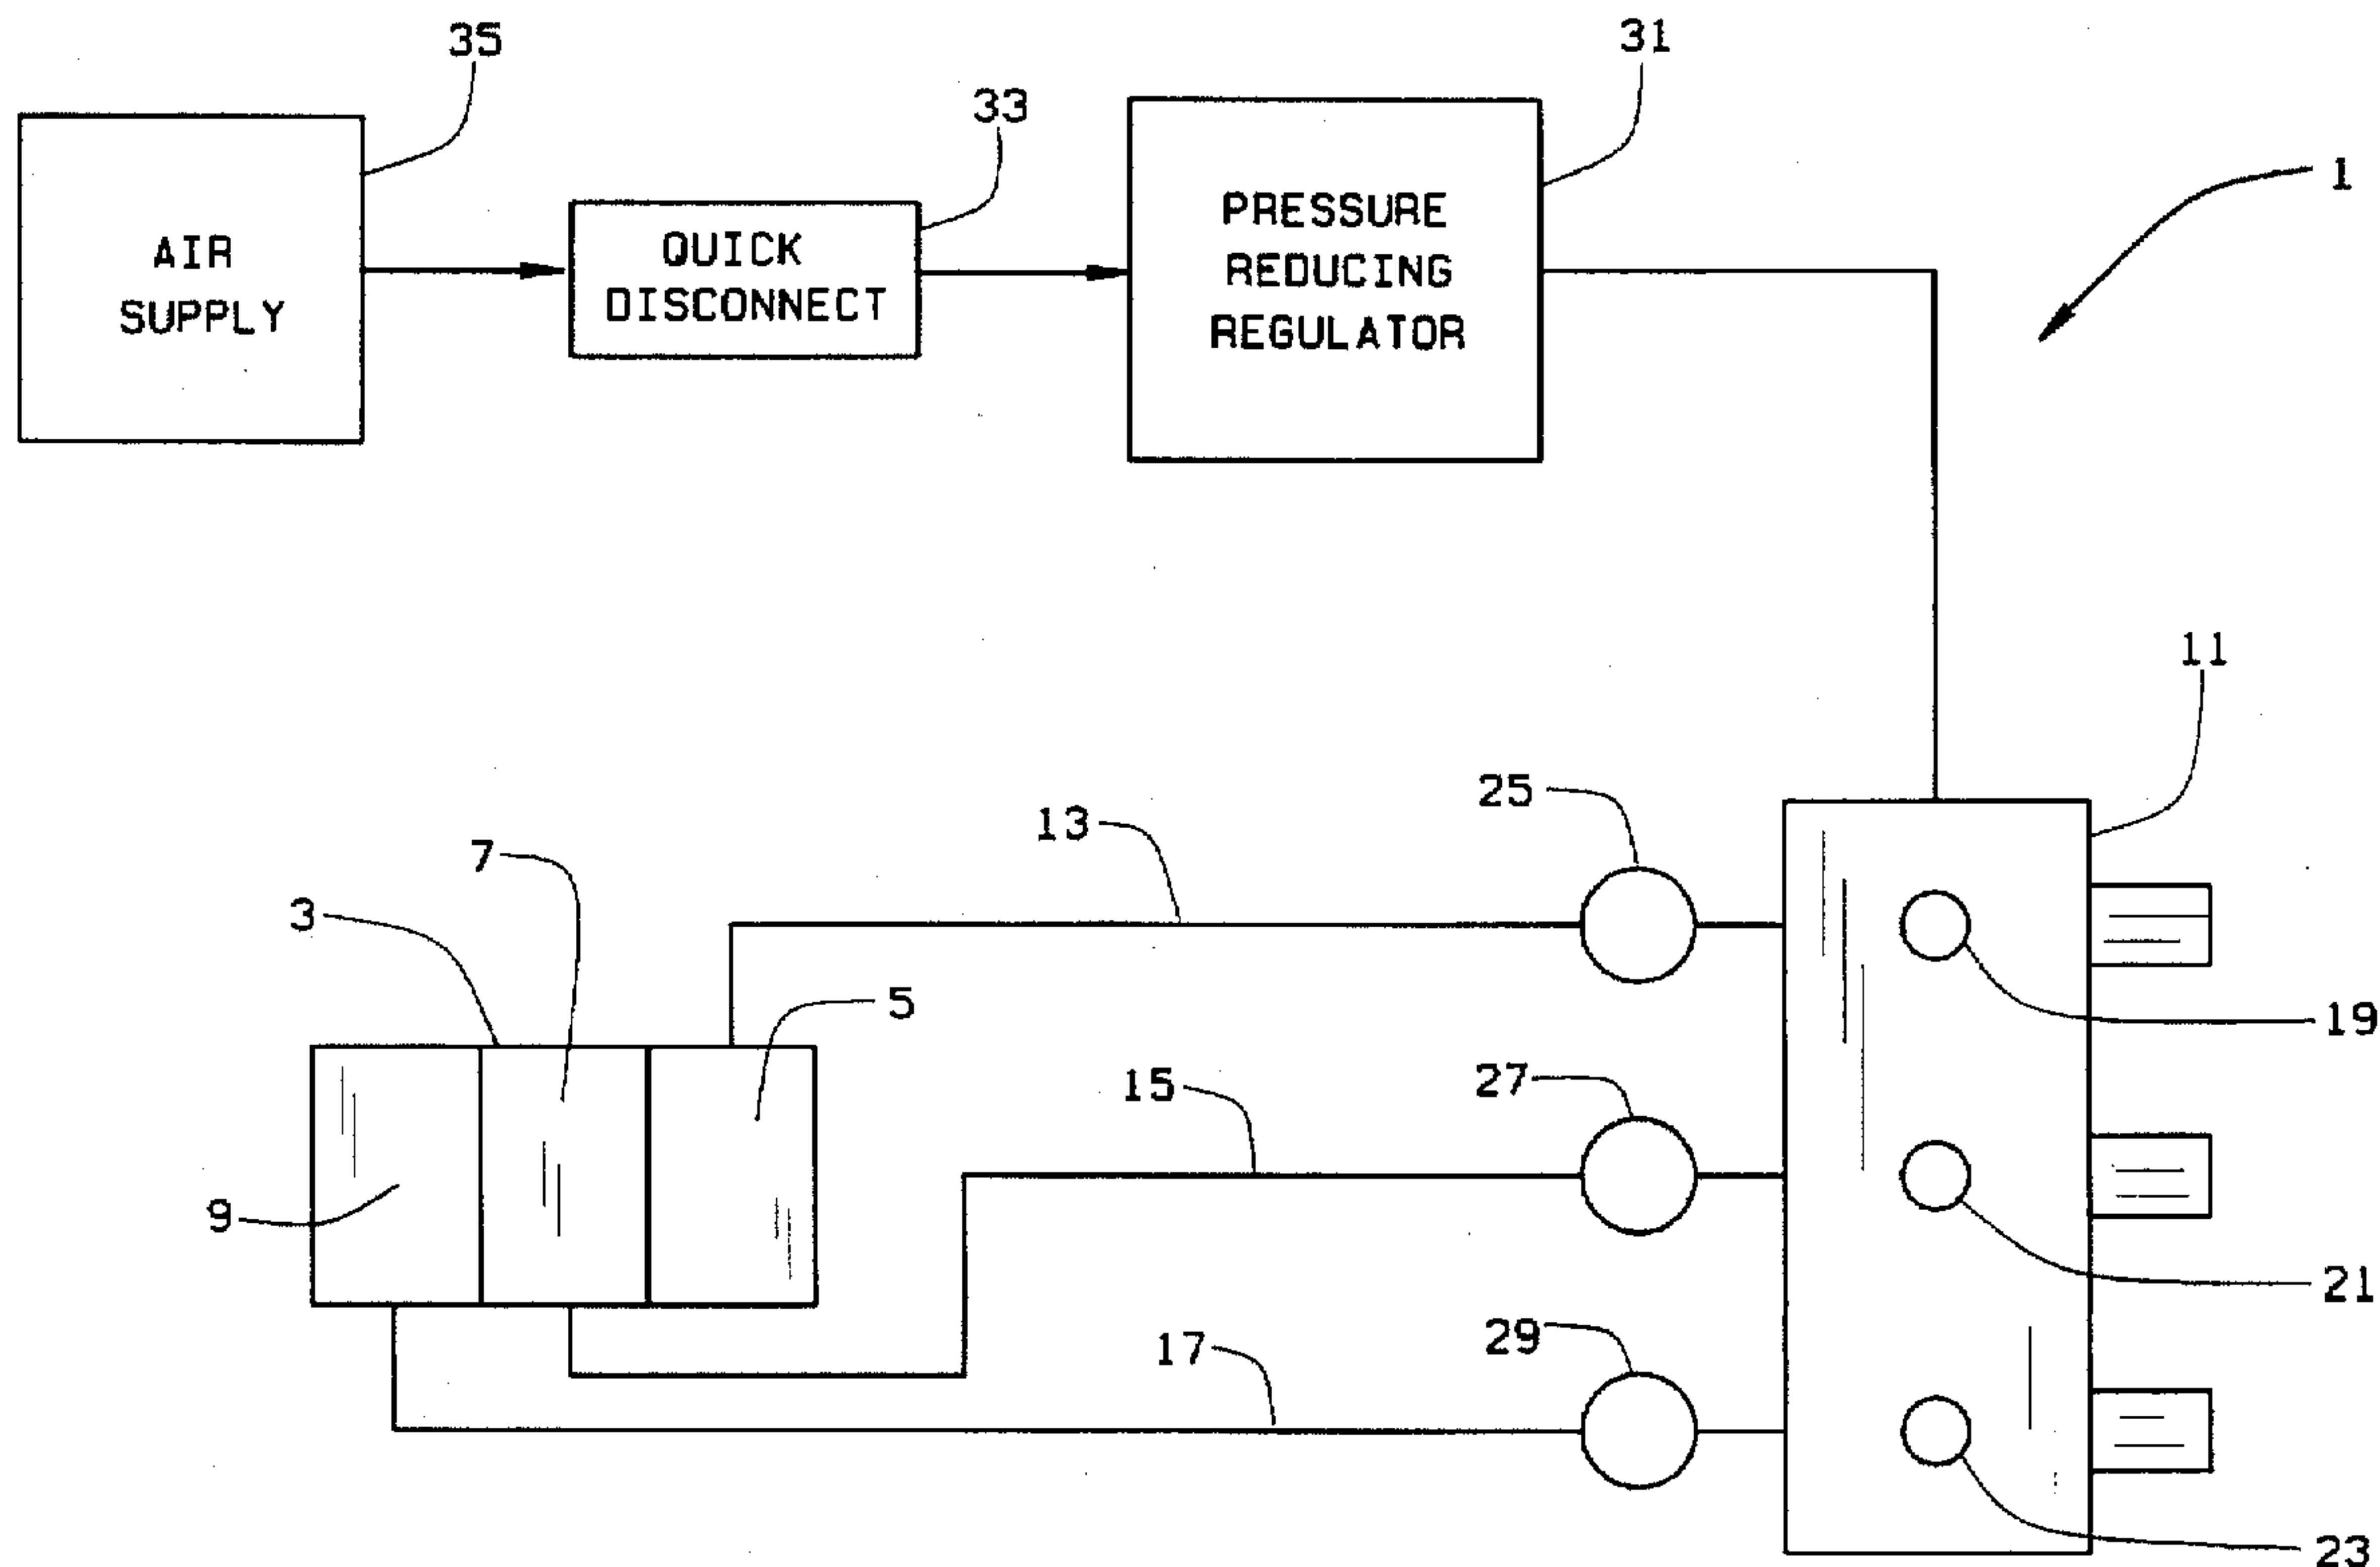 35
31
33
1
AIR
SUPPLY
QUICK
DISCONNECT
PRESSURE
REDUCING
REGULATOR
11
25
13
7
3
5
19
27
15
9
21
29
17
23